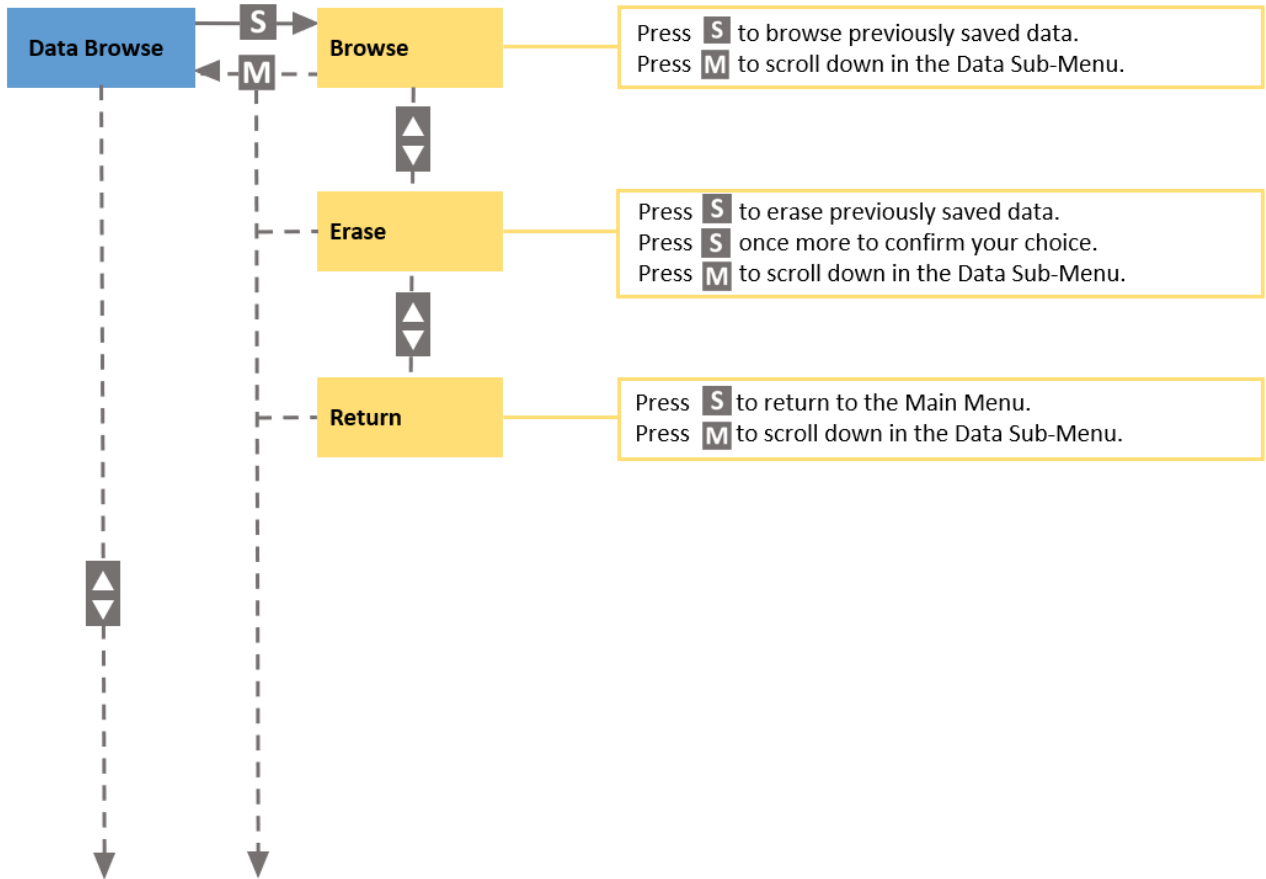 Data Browse
S
M
Browse
Press S to browse previously saved data.
Press M to scroll down in the Data Sub-Menu.
Erase
Press S to erase previously saved data.
Press S once more to confirm your choice.
Press M to scroll down in the Data Sub-Menu.
Return
Press S to return to the Main Menu.
Press M to scroll down in the Data Sub-Menu.